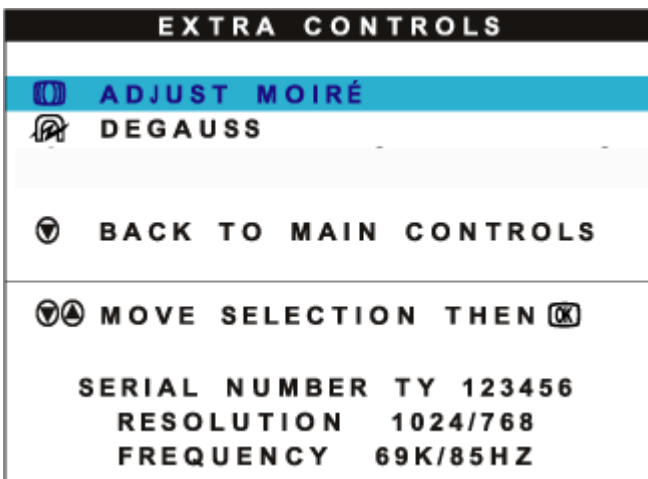 EXTRA CONTROLS
ADJUST MOIRÉ
DEGAUSS
BACK TO MAIN CONTROLS
MOVE SELECTION THEN OK
SERIAL NUMBER TY 123456
RESOLUTION 1024/768
FREQUENCY 69K/85HZ